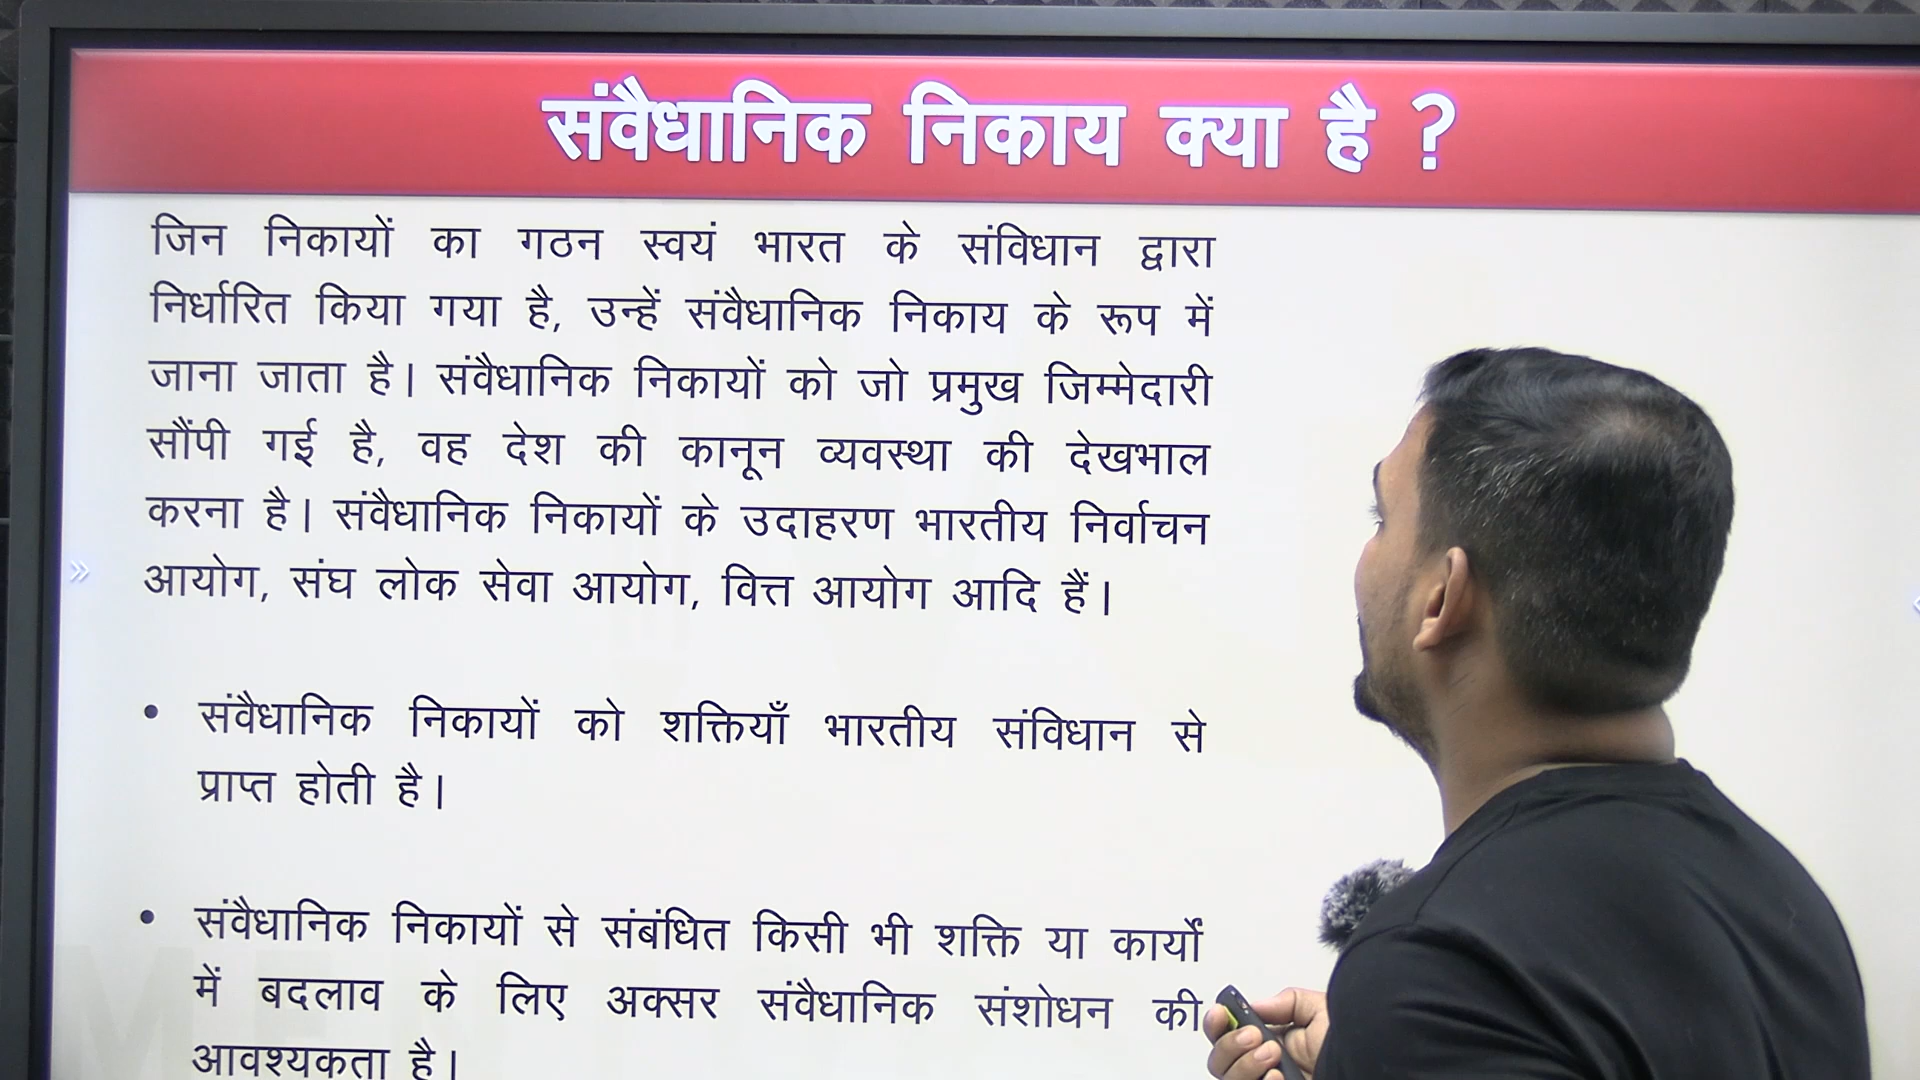 संवैधानिक निकाय क्या है ?
जिन निकायों का गठन स्वयं भारत के संविधान द्वारा
निर्धारित किया गया है, उन्हें संवैधानिक निकाय के रूप में
जाना जाता है। संवैधानिक निकायों को जो प्रमुख जिम्मेदारी
सौंपी गई है, वह देश की कानून व्यवस्था की देखभाल
करना है। संवैधानिक निकायों के उदाहरण भारतीय निर्वाचन
आयोग, संघ लोक सेवा आयोग, वित्त आयोग आदि हैं।
• संवैधानिक निकायों को शक्तियाँ भारतीय संविधान से
प्राप्त होती है।
• संवैधानिक निकायों से संबंधित किसी भी शक्ति या कार्यों
में बदलाव के लिए अक्सर संवैधानिक संशोधन की
आवश्यकता है।